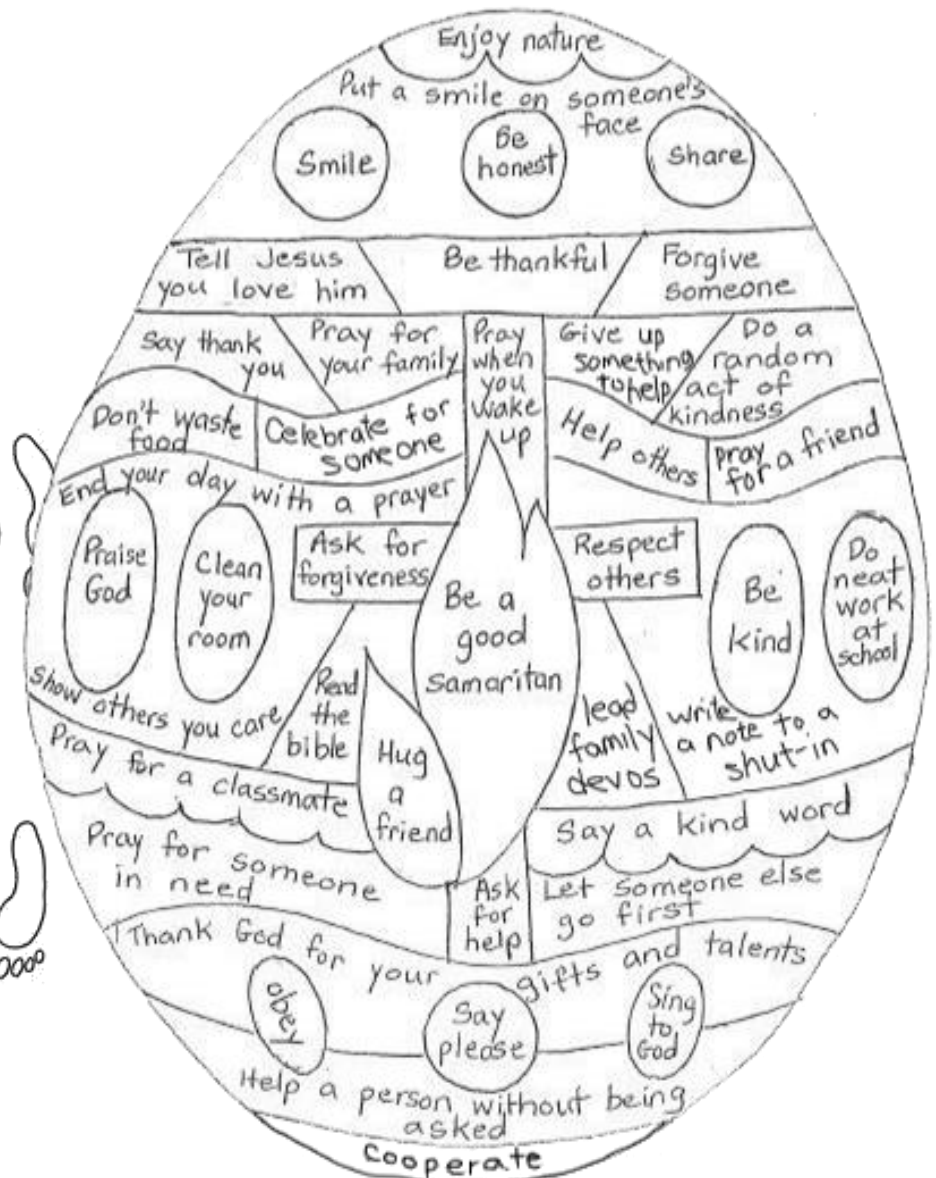 Enjoy nature
Put a smile on someone's
face
Smile
Be
honest
Share
Tell Jesus
you love him
Be thankful
Forgive
someone
Say thank
you
Pray for
your family
Pray
when
you
wake
up
Give up
something
to help
Do a
random
act of
kindness
Don't waste
food
Celebrate for
someone
Help others
pray
for a friend
End your day with a prayer
Praise
God
Clean
your
room
Ask for
forgiveness
Be a
good
samaritan
Respect
others
Be
kind
Do
neat
work
at
school
Show others you care
Read
the
bible
Hug
a
friend
lead
family
devos
write
a note to a
shut-in
Pray for a classmate
Say a kind word
Pray for someone
in need
Ask
for
help
Let someone else
go first
Thank God for your gifts and talents
obey
Say
please
Sing
to
God
Help a person without being
asked
Cooperate